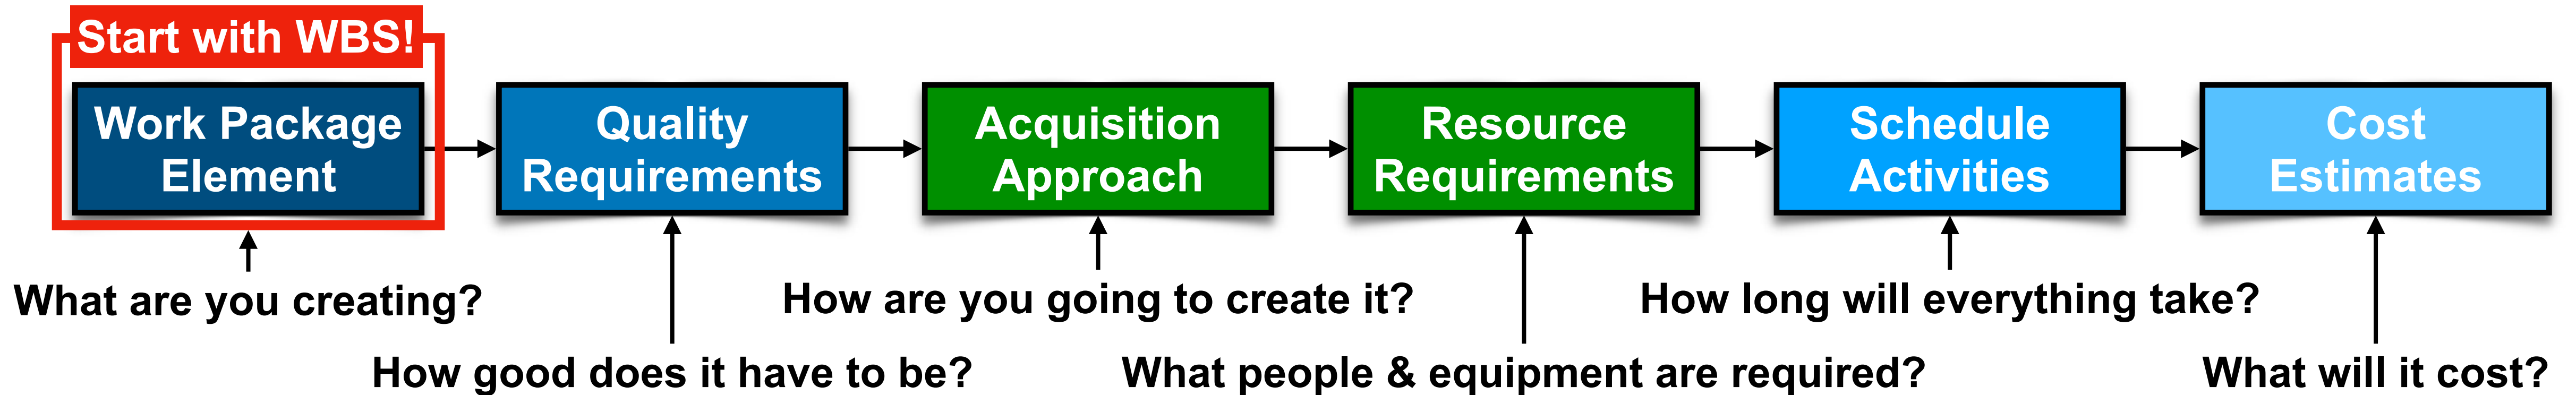 Start with WBS!
Work Package
Element
Quality
Requirements
Acquisition
Approach
Resource
Requirements
Schedule
Activities
Cost
Estimates
What are you creating?
How are you going to create it?
How long will everything take?
How good does it have to be?
What people & equipment are required?
What will it cost?